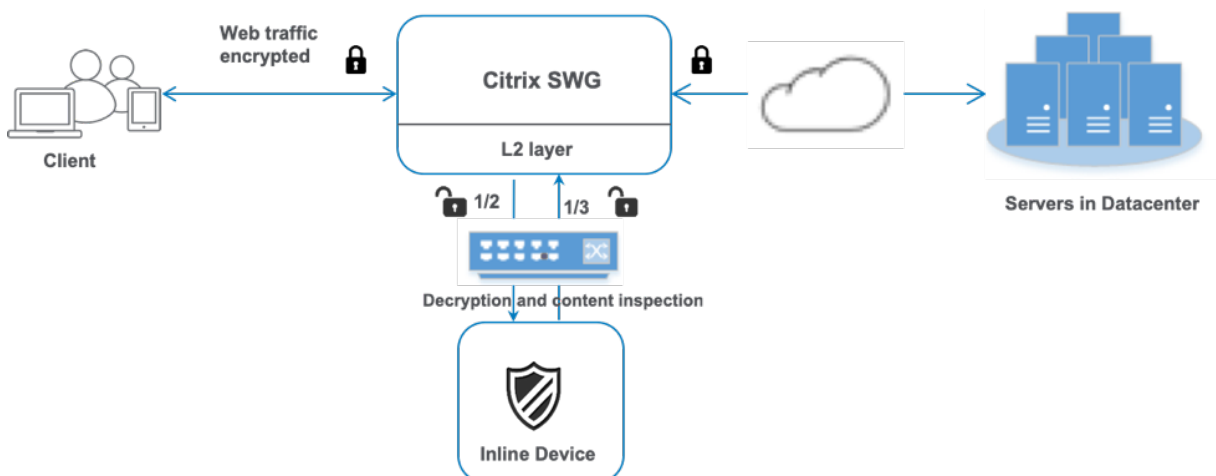 Web traffic
encrypted
Citrix SWG
L2 layer
Client
1/2
1/3
Servers in Datacenter
Decryption and content inspection
Inline Device